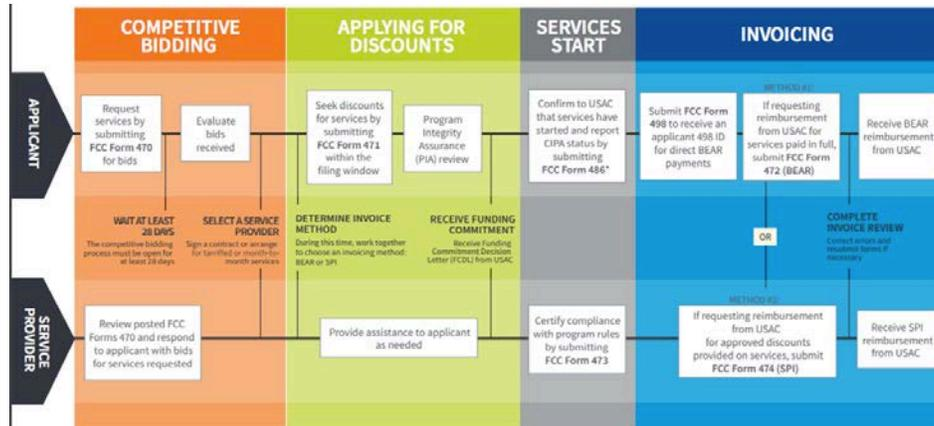 COMPETITIVE
BIDDING
APPLYING FOR
DISCOUNTS
SERVICES
START
INVOICING
APPLICANT
Request
services by
submitting
FCC Form 470
for bids
Evaluate
bids
received
Seek discounts
for services by
submitting
FCC Form 471
within the
filing window
Program
Integrity
Assurance
(PIA) review
Confirm to USAC
that services have
started and report
CIPA status by
submitting
FCC Form 486*
Submit FCC Form
498 to receive an
applicant 498 ID
for direct BEAR
payments
METHOD #1:
If requesting
reimbursement
from USAC for
services paid in full,
submit FCC Form
472 (BEAR)
Receive BEAR
reimbursement
from USAC
WAIT AT LEAST
28 DAYS
The competitive bidding
process must be open for
at least 28 days
SELECT A SERVICE
PROVIDER
Sign a contract or arrange
for tariffed or month-to-
month services
DETERMINE INVOICE
METHOD
During this time, work together
to choose an invoicing method:
BEAR or SPI
RECEIVE FUNDING
COMMITMENT
Receive Funding
Commitment Decision
Letter (FCDL) from USAC
OR
COMPLETE
INVOICE REVIEW
Correct errors and
resubmit forms if
necessary
SERVICE
PROVIDER
Review posted FCC
Forms 470 and respond
to applicant with bids
for services requested
Provide assistance to applicant
as needed
Certify compliance
with program rules
by submitting
FCC Form 473
METHOD #2:
If requesting reimbursement
from USAC
for approved discounts
provided on services, submit
FCC Form 474 (SPI)
Receive SPI
reimbursement
from USAC